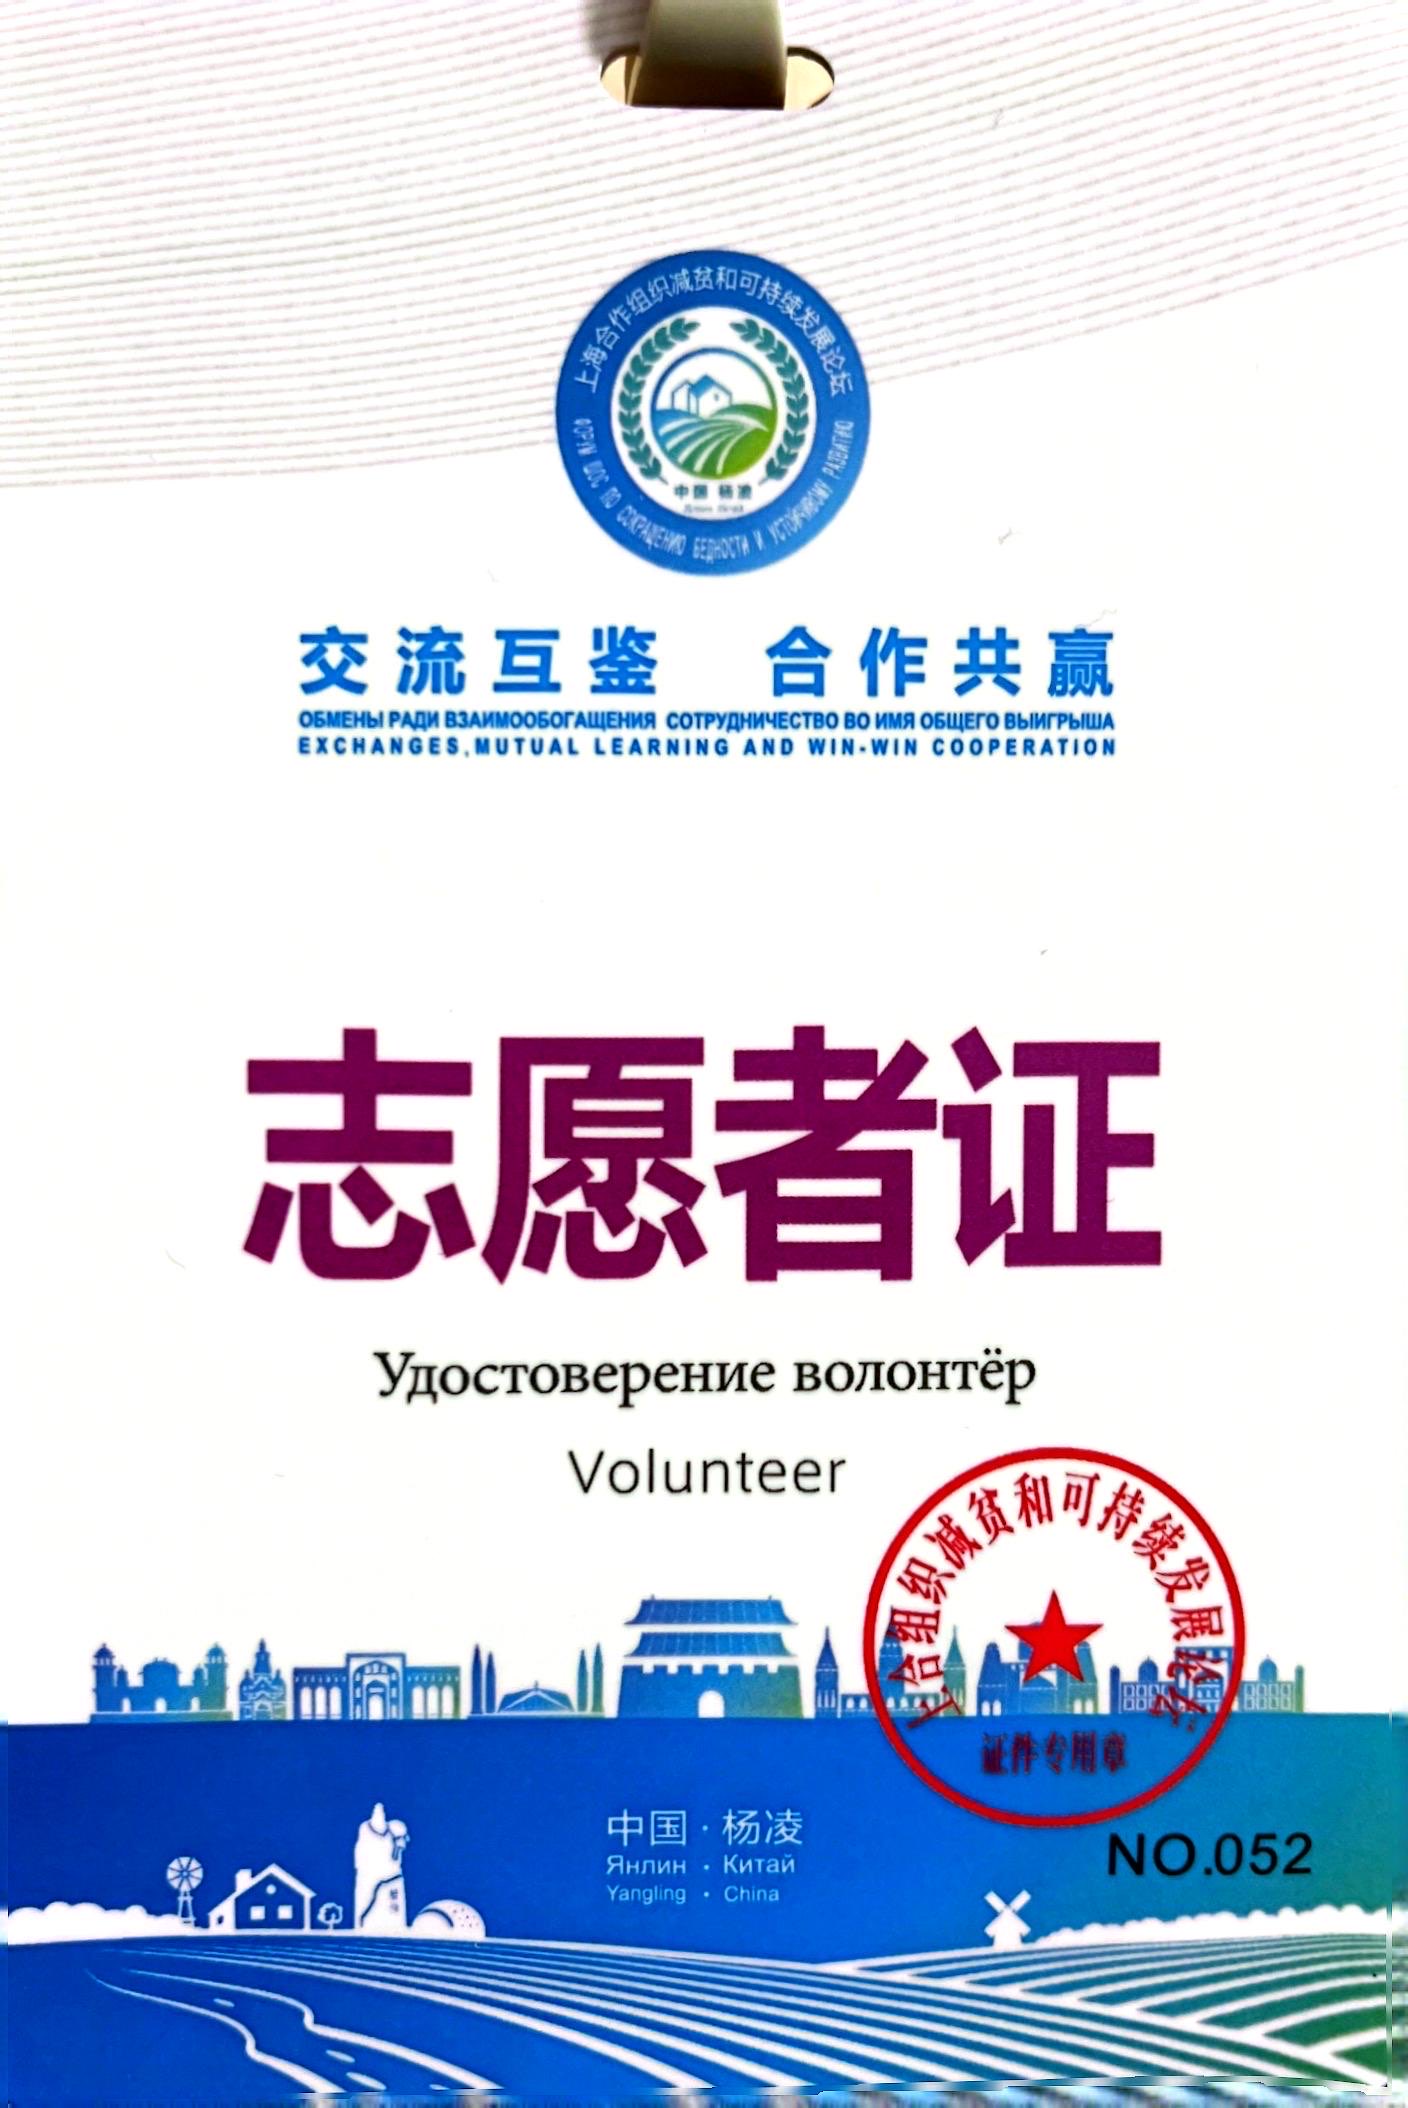 上海合作组织减贫和可持续发展论坛
中国 杨凌
ФОРУМ ШОС ПО СОКРАЩЕНИЮ БЕДНОСТИ И УСТОЙЧИВОМУ РАЗВИТИЮ
交流互鉴 合作共赢
ОБМЕНЫ РАДИ ВЗАИМООБОГАЩЕНИЯ СОТРУДНИЧЕСТВО ВО ИМЯ ОБЩЕГО ВЫИГРЫША
EXCHANGES,MUTUAL LEARNING AND WIN-WIN COOPERATION
志愿者证
Удостоверение волонтёр
Volunteer
上合组织减贫和可持续发展论坛
证件专用章
中国·杨凌
Янлин · Китай
Yangling · China
NO.052